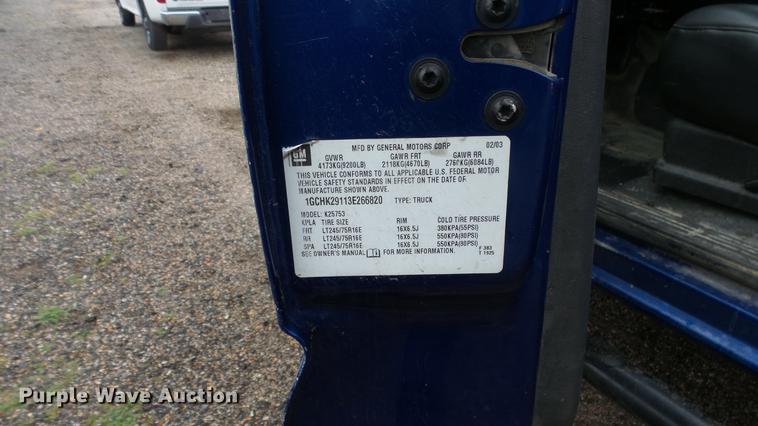 MFD BY GENERAL MOTORS CORP 02/03
GM
GVWR GAWR FRT GAWR RR
4173KG(9200LB) 2118KG(4670LB) 2760KG(6084LB)
THIS VEHICLE CONFORMS TO ALL APPLICABLE U.S. FEDERAL MOTOR
VEHICLE SAFETY STANDARDS IN EFFECT ON THE DATE OF
MANUFACTURE SHOWN ABOVE.
1GCHK29113E266820 TYPE: TRUCK
MODEL: K25753
KPLA TIRE SIZE RIM COLD TIRE PRESSURE
FRT LT245/75R16E 16X6.5J 380KPA(55PSI)
RR LT245/75R16E 16X6.5J 550KPA(80PSI)
SPA LT245/75R16E 16X6.5J 550KPA(80PSI)
SEE OWNER'S MANUAL FOR MORE INFORMATION.
F 383
T 1925
Purple Wave Auction